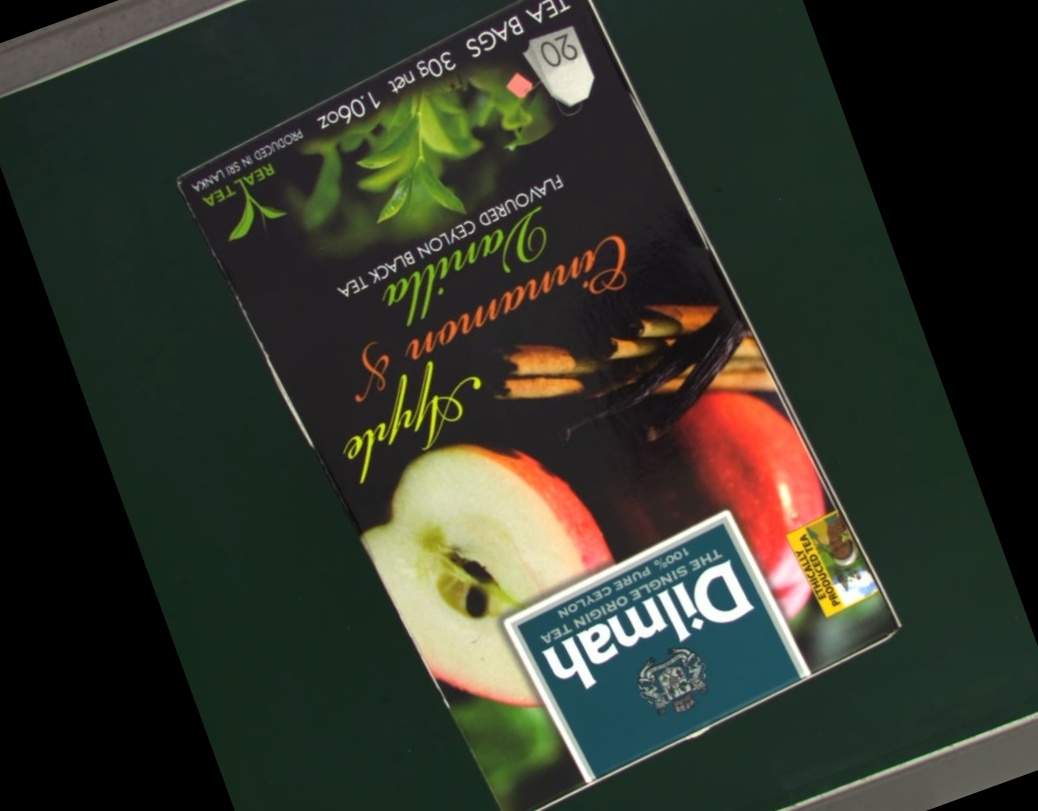 Dilmah
THE SINGLE ORIGIN TEA
100% PURE CEYLON
ETHICALLY
PRODUCED TEA
Apple
Cinnamon &
Vanilla
FLAVOURED CEYLON BLACK TEA
REAL TEA
PRODUCED IN SRI LANKA
20
TEA BAGS 30g net 1.06oz